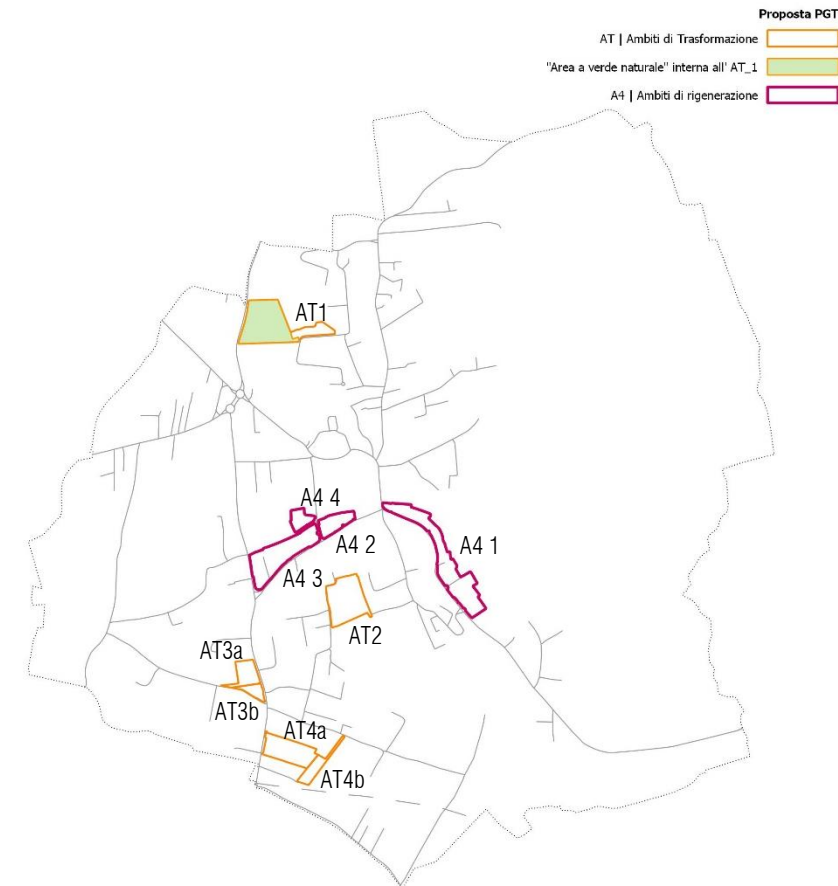 Proposta PGT
AT | Ambiti di Trasformazione
"Area a verde naturale" interna all' AT_1
A4 | Ambiti di rigenerazione
AT1
A4 4
A4 2
A4 1
A4 3
AT2
AT3a
AT3b
AT4a
AT4b